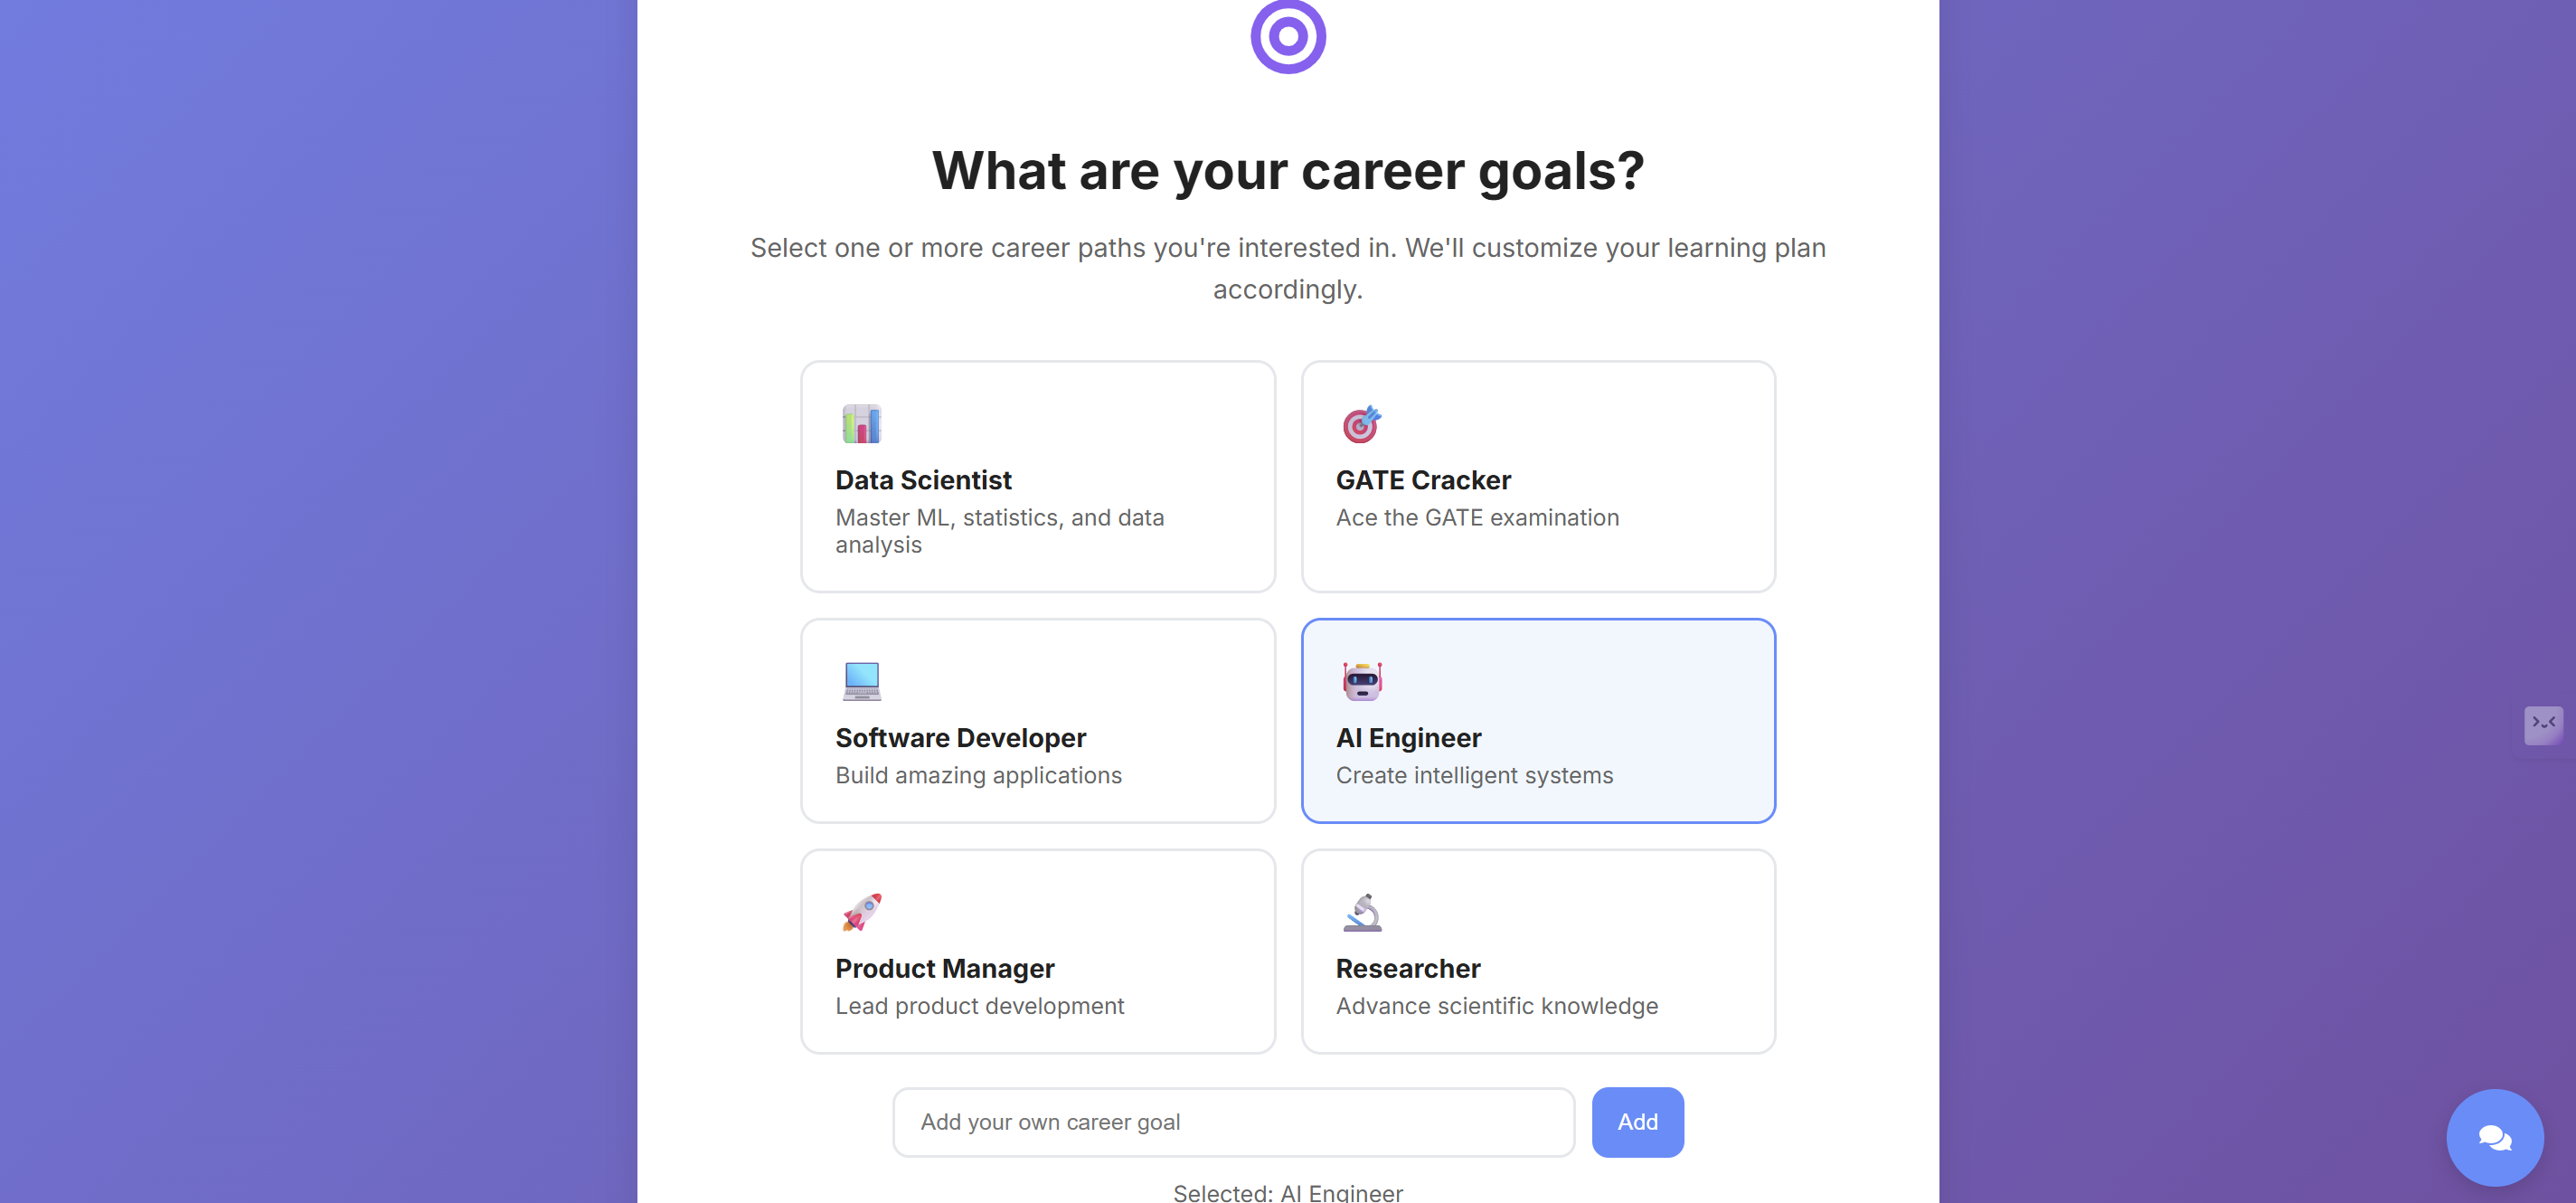 What are your career goals?
Select one or more career paths you're interested in. We'll customize your learning plan
accordingly.
Data Scientist
Master ML, statistics, and data
analysis
GATE Cracker
Ace the GATE examination
Software Developer
Build amazing applications
AI Engineer
Create intelligent systems
Product Manager
Lead product development
Researcher
Advance scientific knowledge
Add your own career goal
Add
Selected: AI Engineer